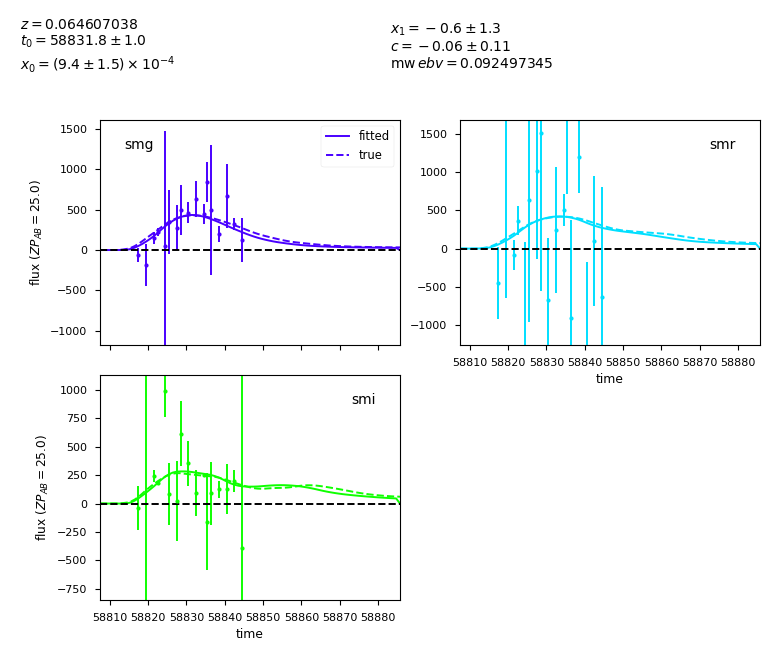 z = 0.064607038
t₀ = 58831.8 ± 1.0
x₀ = (9.4 ± 1.5) × 10⁻⁴
x₁ = −0.6 ± 1.3
c = −0.06 ± 0.11
mw ebv = 0.092497345
smg
fitted
true
1500
1000
500
0
−500
−1000
flux (ZP_AB = 25.0)
smr
1500
1000
500
0
−500
−1000
58810 58820 58830 58840 58850 58860 58870 58880
time
smi
1000
750
500
250
0
−250
−500
−750
flux (ZP_AB = 25.0)
58810 58820 58830 58840 58850 58860 58870 58880
time